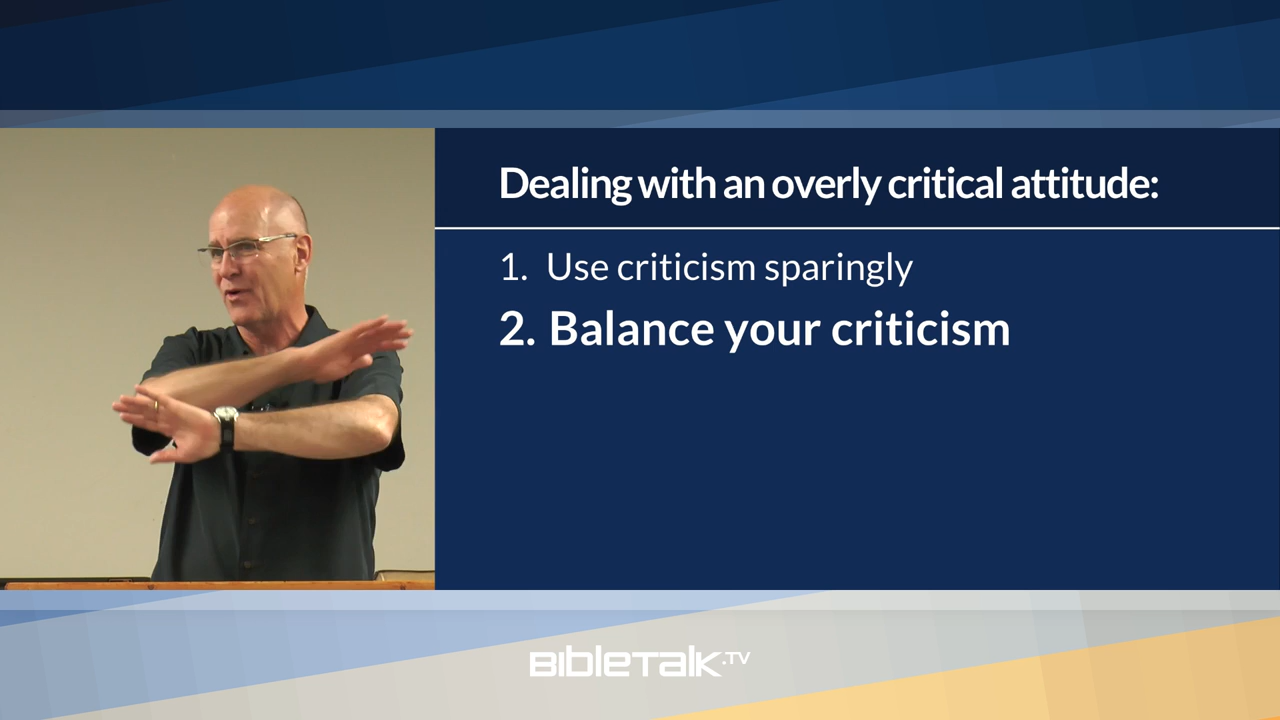 Dealing with an overly critical attitude:
1. Use criticism sparingly
2. Balance your criticism
BibleTalk.TV